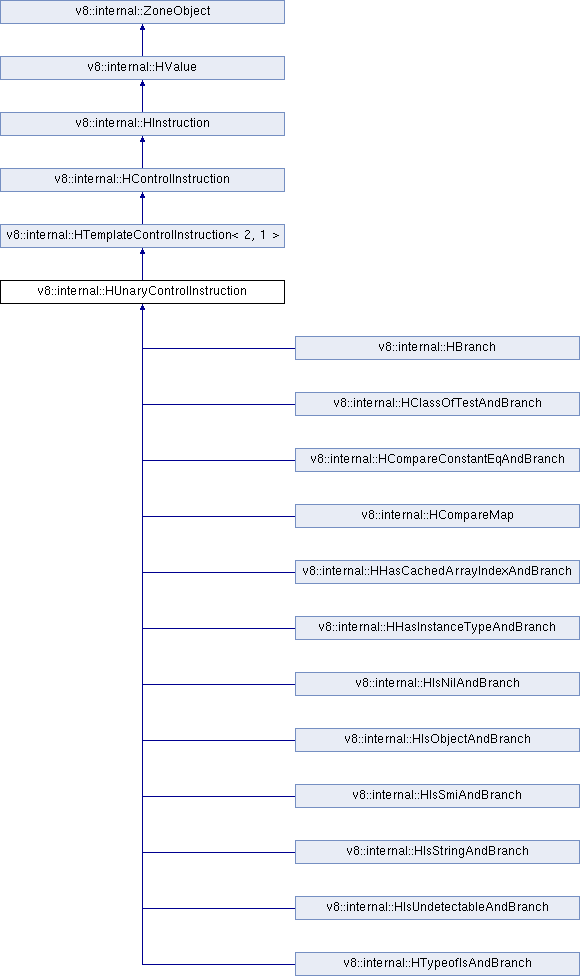 v8::internal::ZoneObject
v8::internal::HValue
v8::internal::HInstruction
v8::internal::HControlInstruction
v8::internal::HTemplateControlInstruction< 2, 1 >
v8::internal::HUnaryControlInstruction
v8::internal::HBranch
v8::internal::HClassOfTestAndBranch
v8::internal::HCompareConstantEqAndBranch
v8::internal::HCompareMap
v8::internal::HHasCachedArrayIndexAndBranch
v8::internal::HHasInstanceTypeAndBranch
v8::internal::HIsNilAndBranch
v8::internal::HIsObjectAndBranch
v8::internal::HIsSmiAndBranch
v8::internal::HIsStringAndBranch
v8::internal::HIsUndetectableAndBranch
v8::internal::HTypeofIsAndBranch